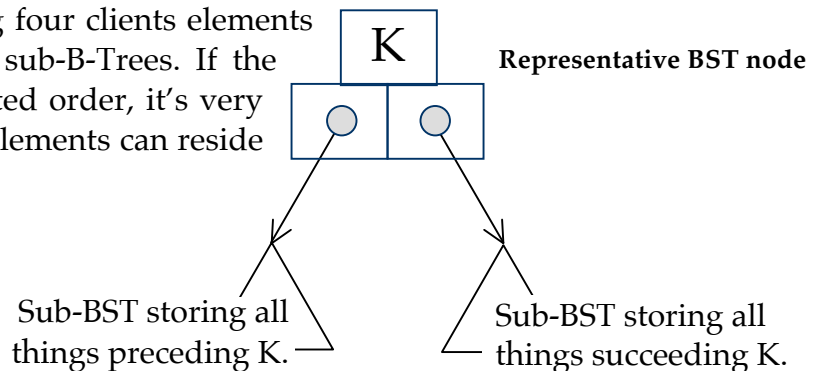 g four clients elements
sub-B-Trees. If the
ted order, it's very
lements can reside
K
Representative BST node
Sub-BST storing all
things preceding K.
Sub-BST storing all
things succeeding K.